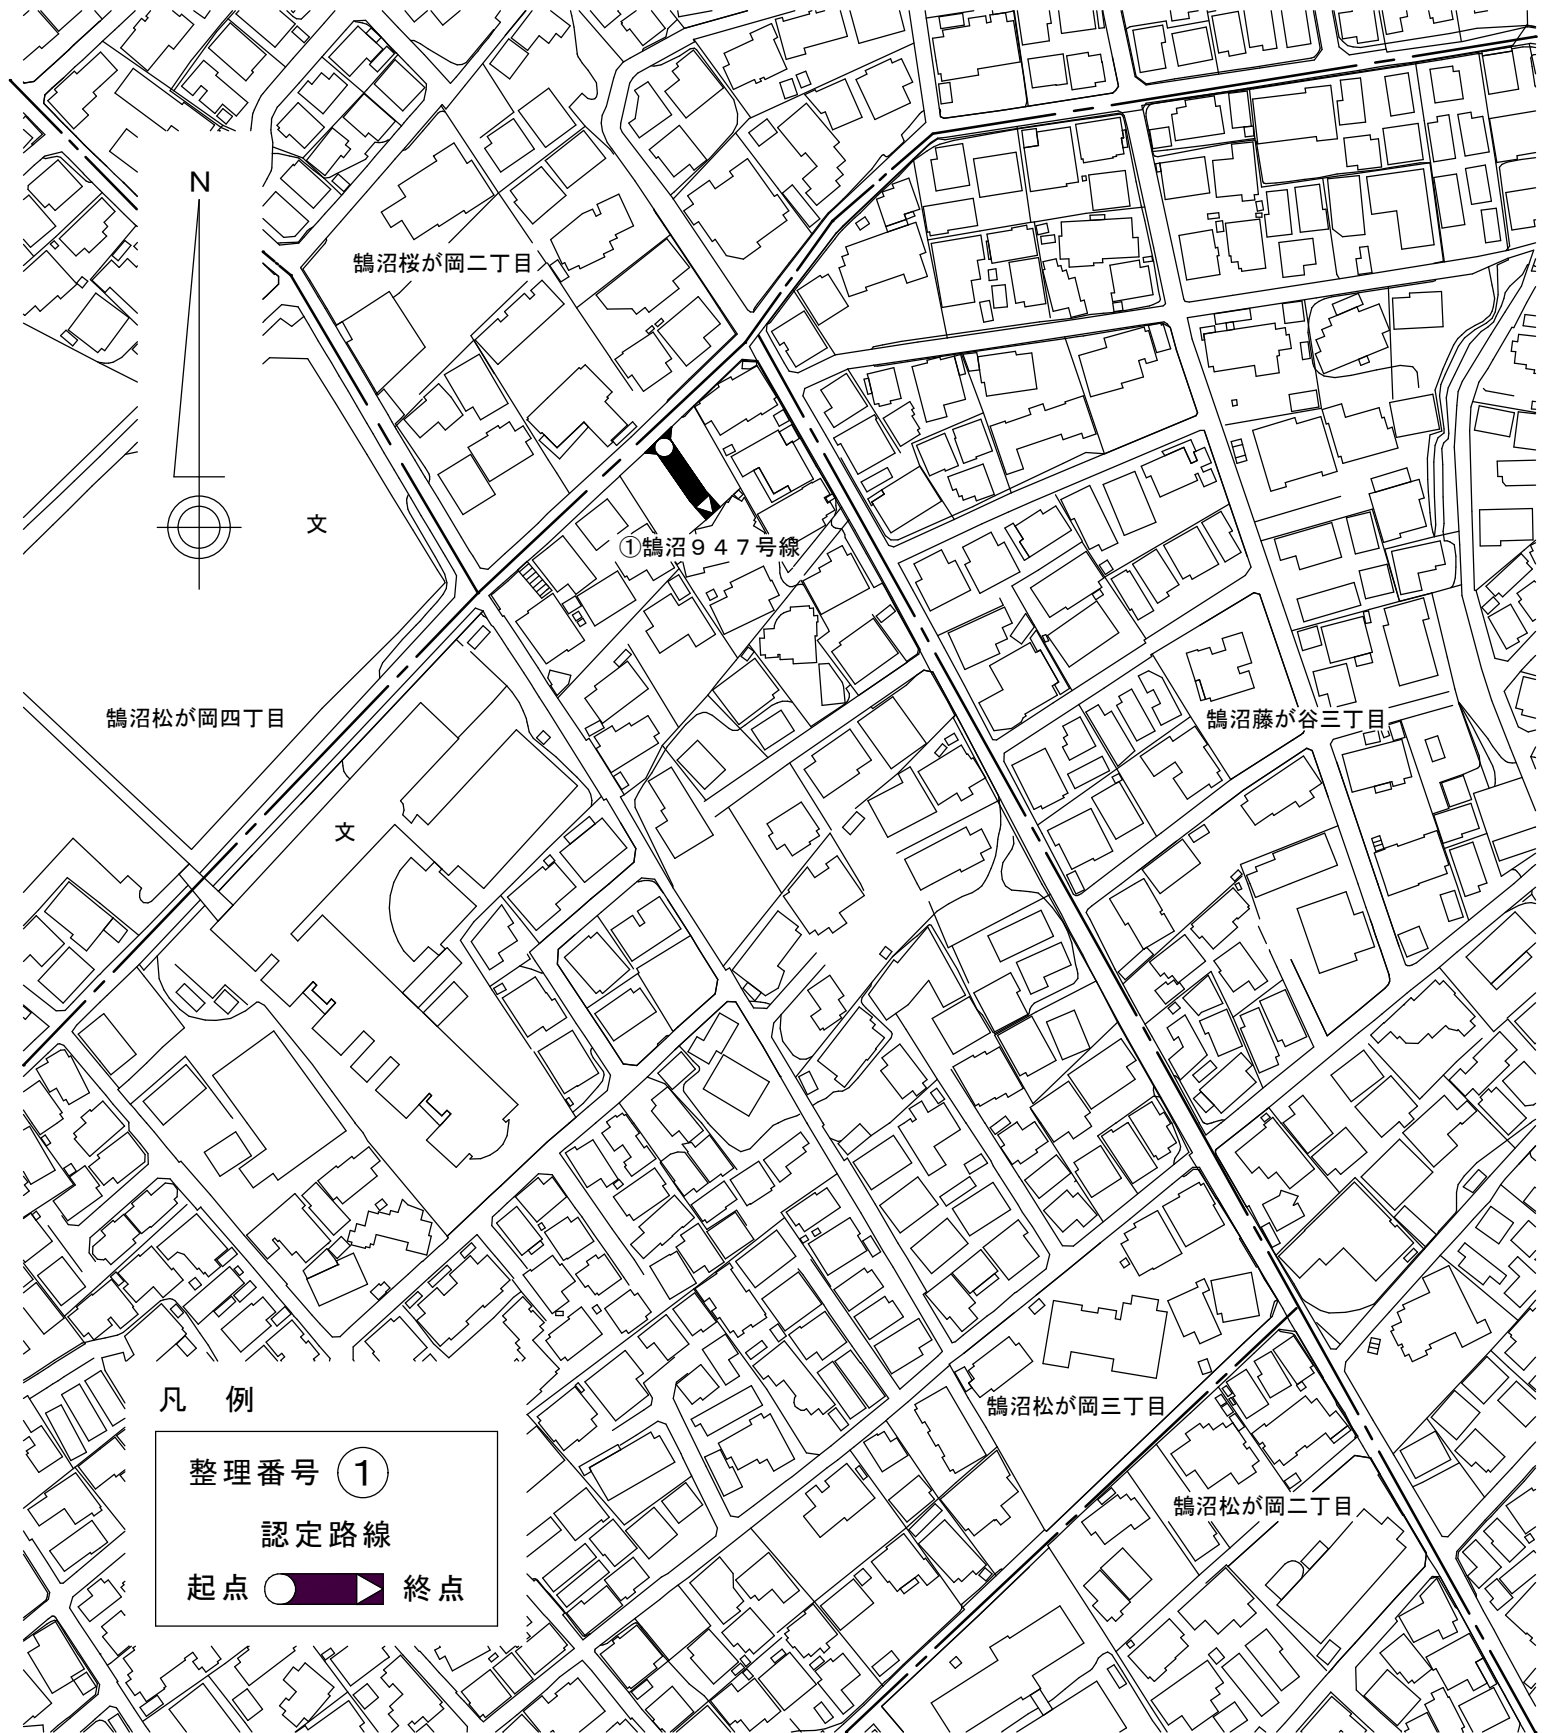 N
鵠沼桜が岡二丁目
文
①鵠沼９４７号線
鵠沼松が岡四丁目
鵠沼藤が谷三丁目
文
鵠沼松が岡三丁目
鵠沼松が岡二丁目
凡 例
整理番号 ①
認定路線
起点 終点